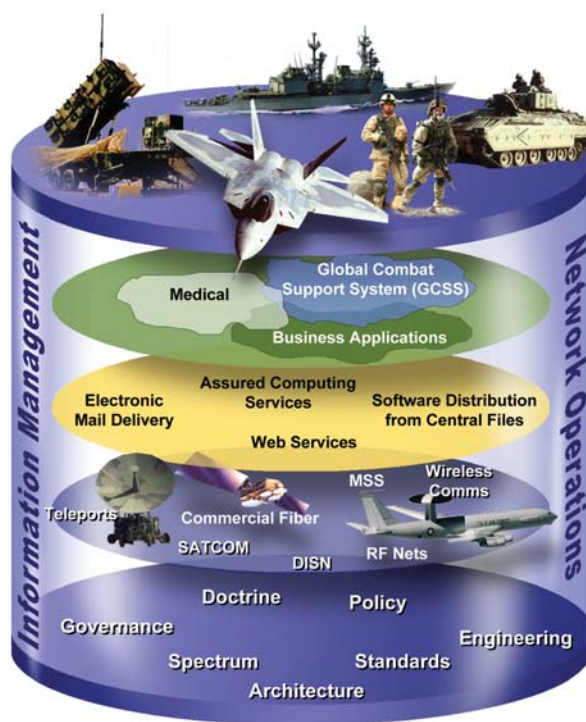 Information Management
Network Operations
Medical
Global Combat
Support System (GCSS)
Business Applications
Electronic
Mail Delivery
Assured Computing
Services
Software Distribution
from Central Files
Web Services
Teleports
Commercial Fiber
MSS
Wireless
Comms
SATCOM
DISN
RF Nets
Doctrine
Policy
Governance
Engineering
Spectrum
Standards
Architecture